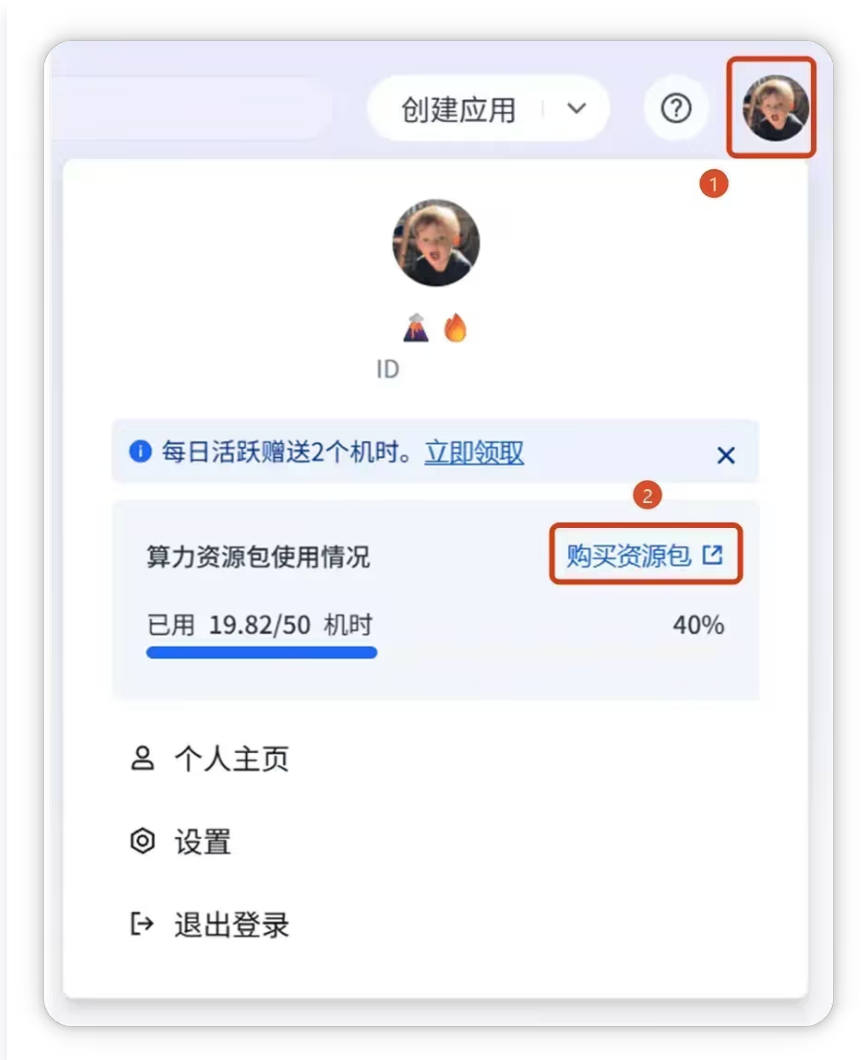 创建应用
1
🌋🔥
ID
每日活跃赠送2个机时。立即领取
2
算力资源包使用情况 购买资源包
已用 19.82/50 机时 40%
个人主页
设置
退出登录